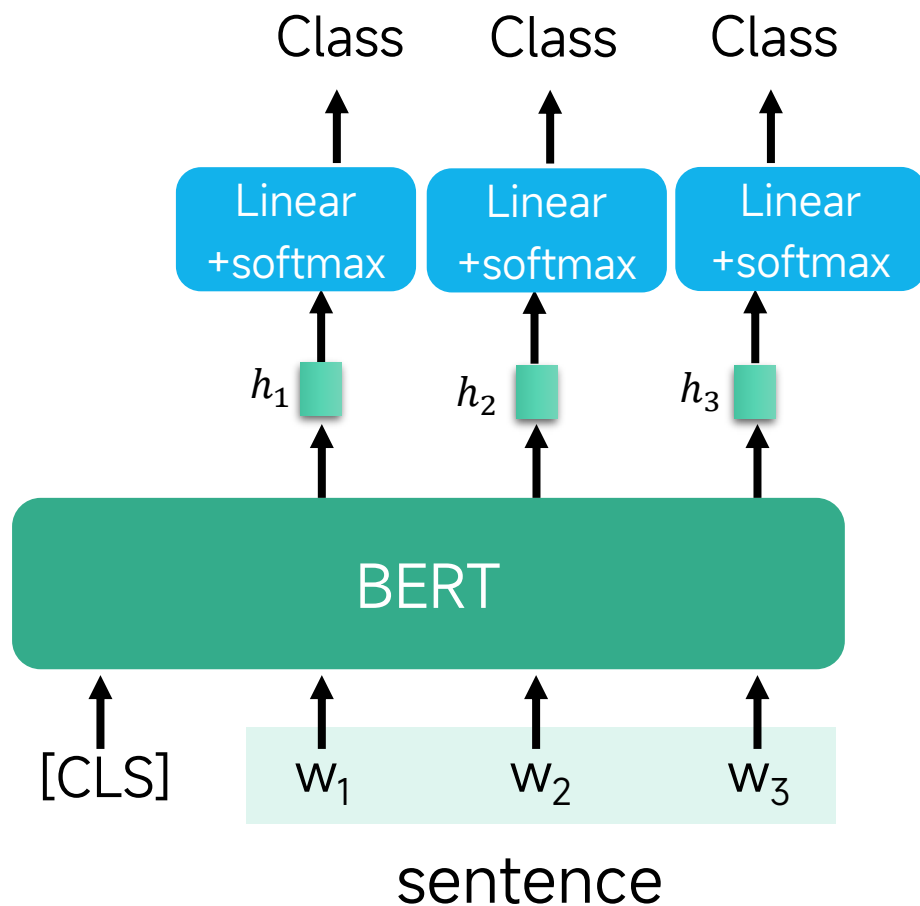 Class Class Class
Linear +softmax Linear +softmax Linear +softmax
h₁ h₂ h₃
BERT
[CLS] w₁ w₂ w₃
sentence